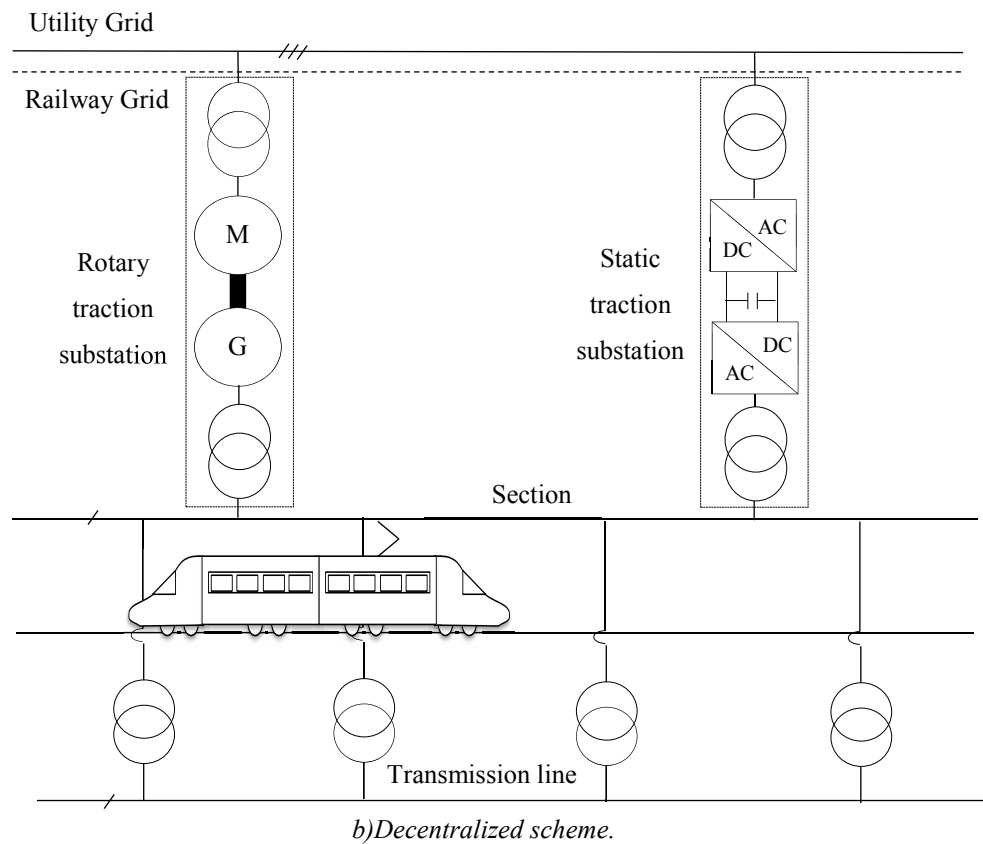 Utility Grid
Railway Grid
M
Rotary
traction
substation
G
AC
DC
Static
traction
substation
DC
AC
Section
Transmission line
b)Decentralized scheme.